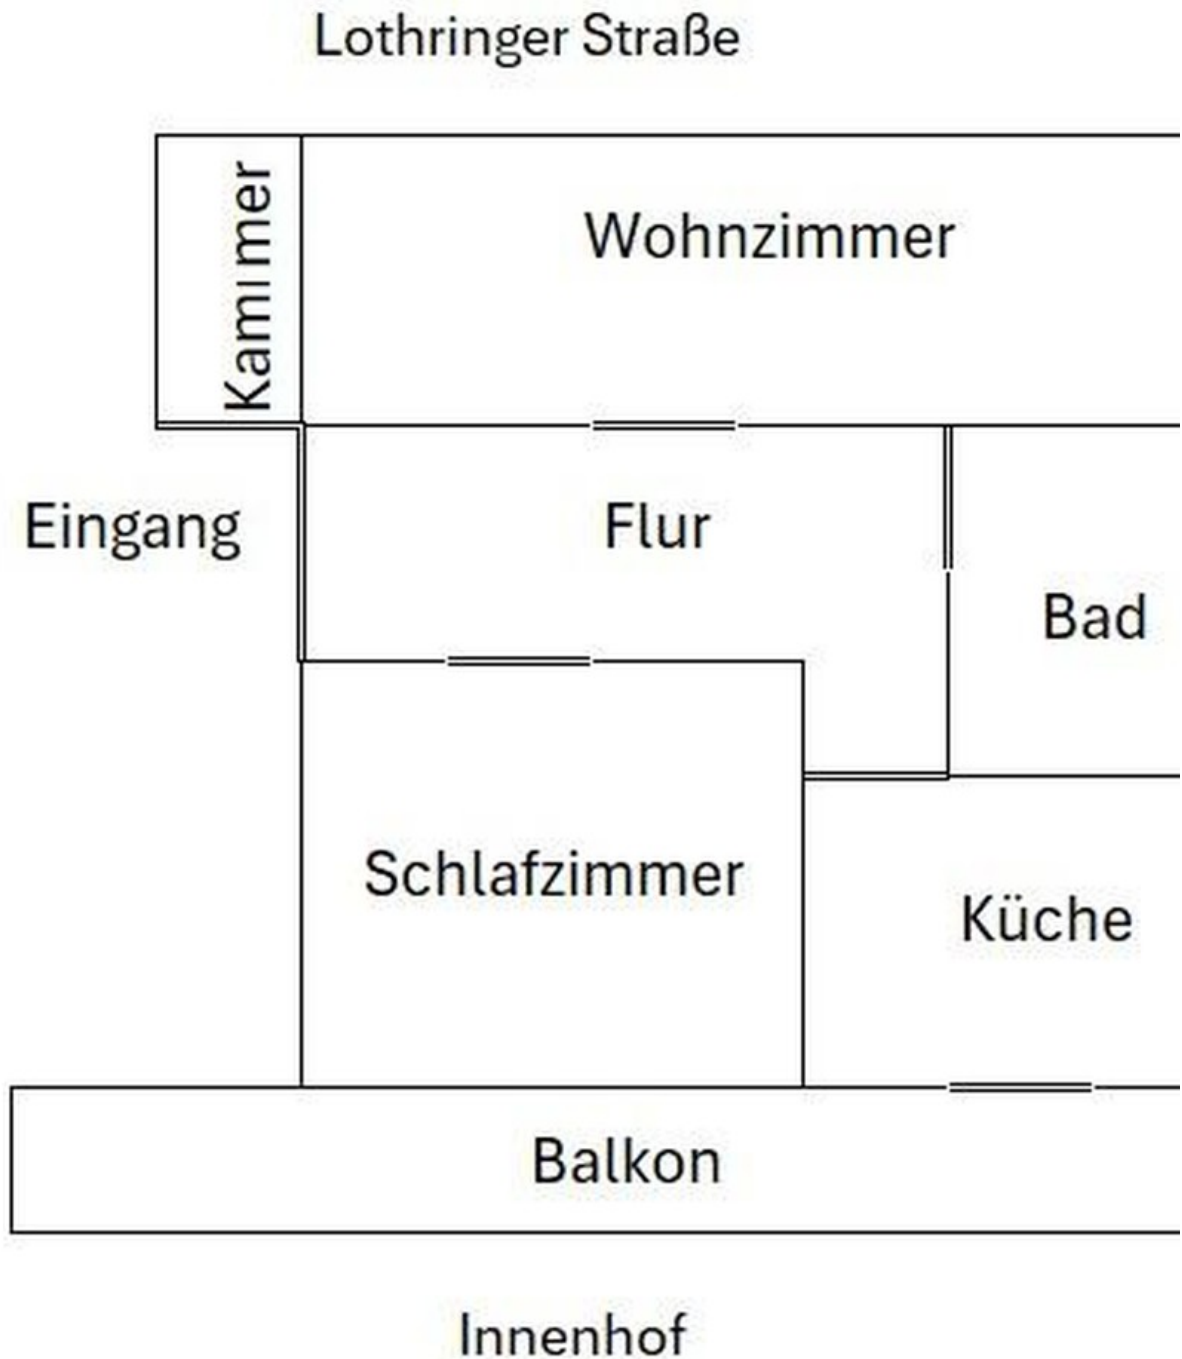 Lothringer Straße
Kammer
Wohnzimmer
Eingang
Flur
Bad
Schlafzimmer
Küche
Balkon
Innenhof